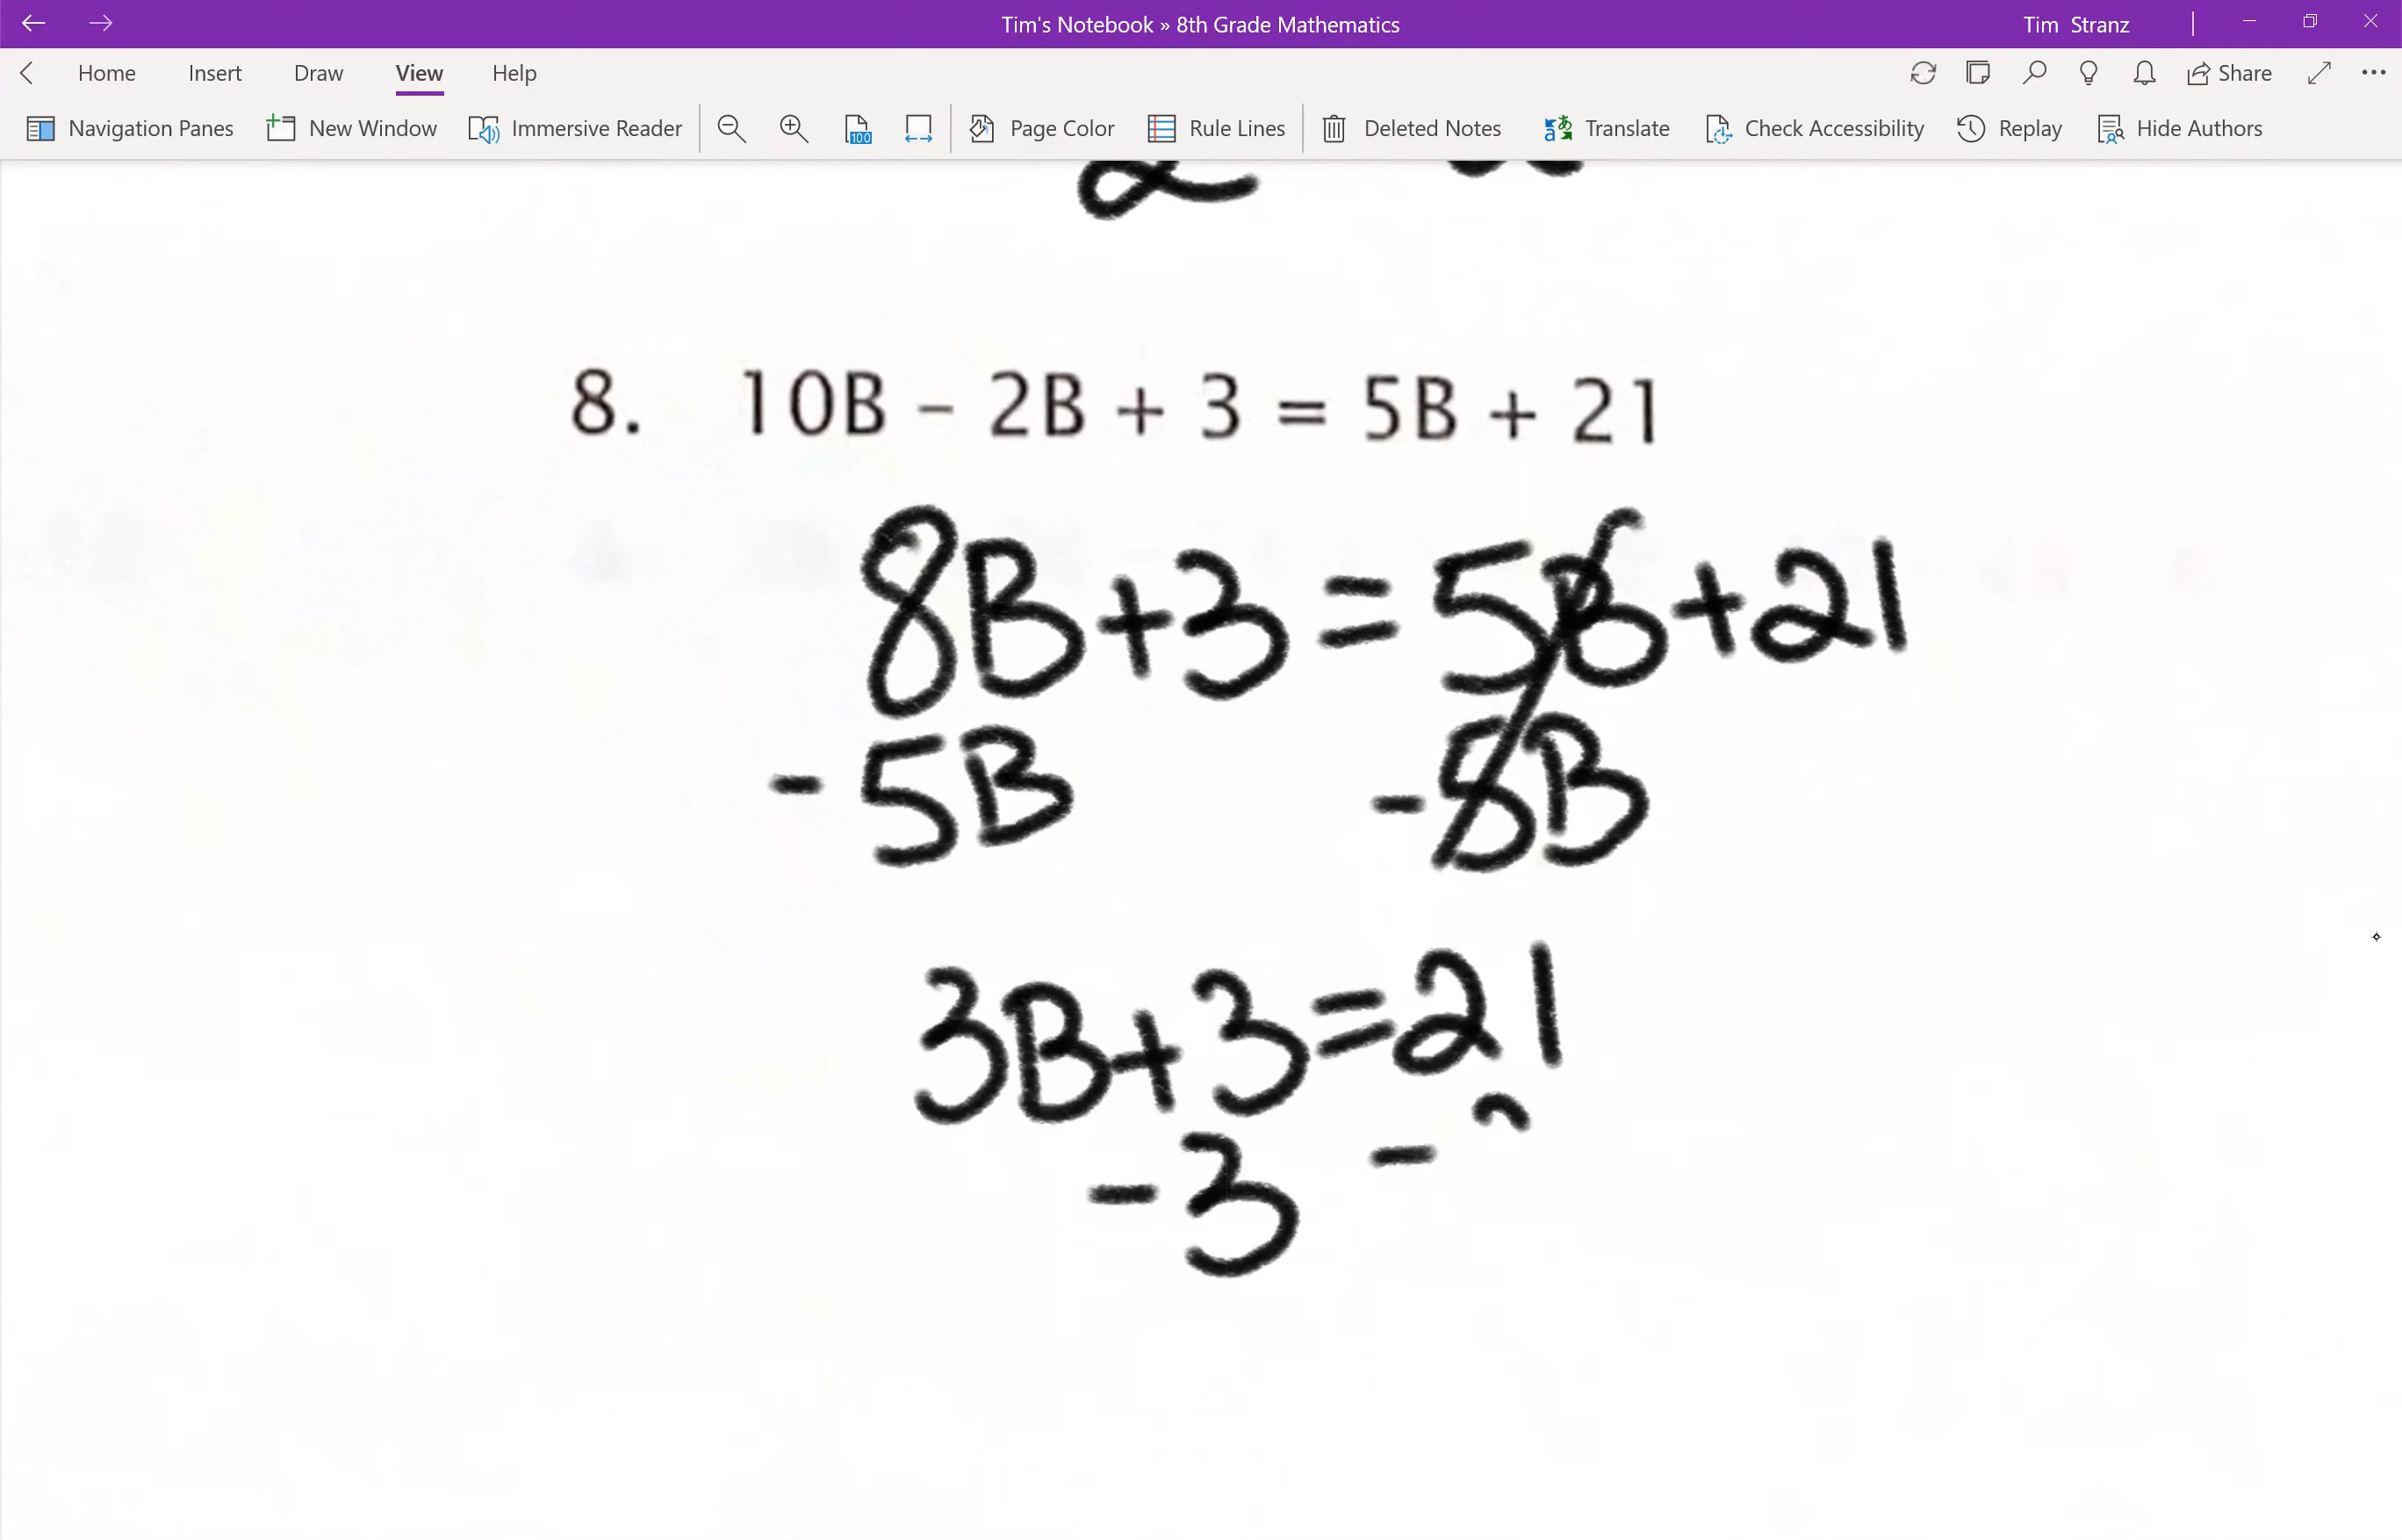 Tim's Notebook » 8th Grade Mathematics
Tim Stranz
Home Insert Draw View Help
Share
Navigation Panes New Window Immersive Reader 100 Page Color Rule Lines Deleted Notes Translate Check Accessibility Replay Hide Authors
8. 10B – 2B + 3 = 5B + 21
8B+3=5B+21
-5B -5B
3B+3=21
-3 -